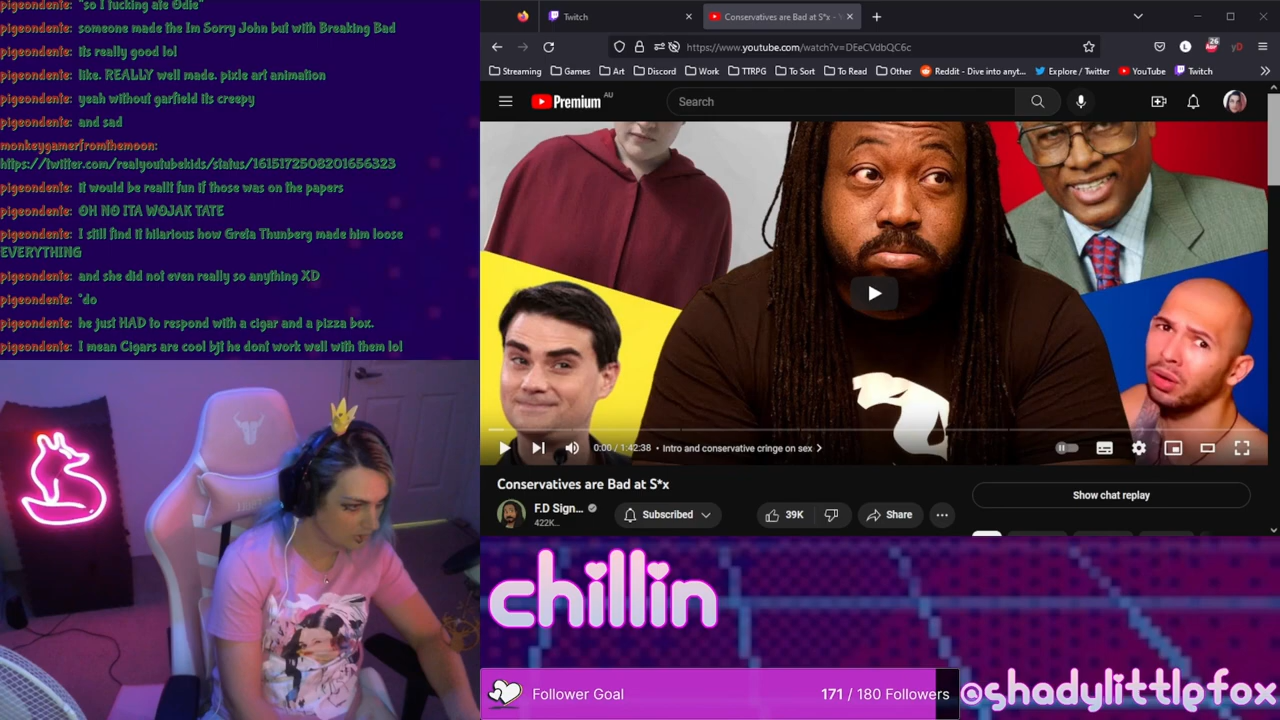 pigeondente: "so I fucking ate Odie"
pigeondente: someone made the Im Sorry John but with Breaking Bad
pigeondente: its really good lol
pigeondente: like. REALLY well made. pixle art animation
pigeondente: yeah without garfield its creepy
pigeondente: and sad
monkeygamerfromthemoon:
https://twitter.com/realyoutubekids/status/1615172508201656323
pigeondente: it would be reallt fun if those was on the papers
pigeondente: OH NO ITA WOJAK TATE
pigeondente: I still find it hilarious how Greta Thunberg made him loose
EVERYTHING
pigeondente: and she did not even really so anything XD
pigeondente: *do
pigeondente: he just HAD to respond with a cigar and a pizza box.
pigeondente: I mean Cigars are cool bjt he dont work well with them lol
Twitch
Conservatives are Bad at S*x -
https://www.youtube.com/watch?v=DEeCVdbQC6c
26
L
yD
Streaming Games Art Discord Work TTRPG To Sort To Read Other Reddit - Dive into anyt... Explore / Twitter YouTube Twitch
Premium AU
Search
0:00 / 1:42:38 • Intro and conservative cringe on sex
Conservatives are Bad at S*x
F.D Sign...
422K...
Subscribed
39K
Share
Show chat replay
chillin
Follower Goal
171 / 180 Followers
@shadylittlefox